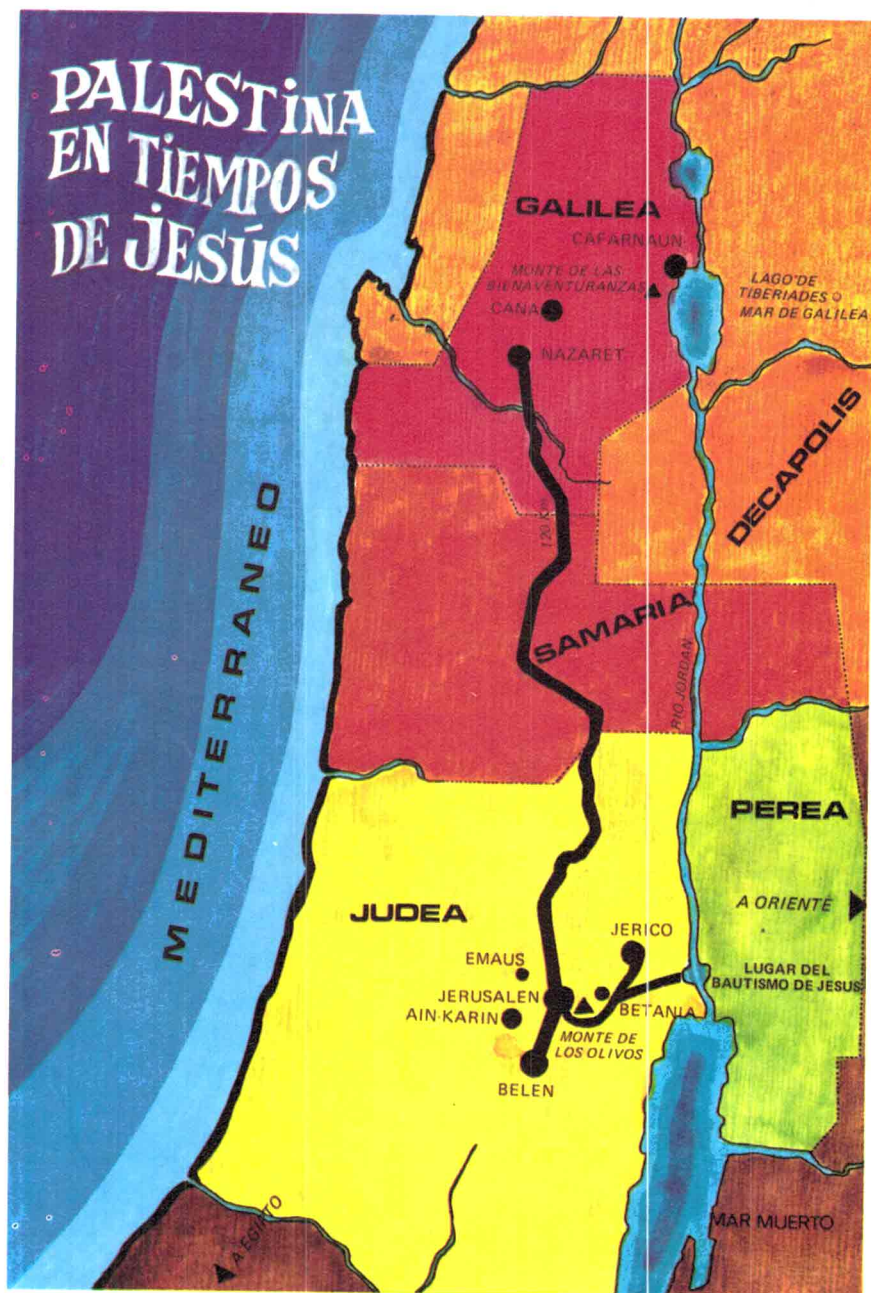 PALESTINA
EN TIEMPOS
DE JESÚS
GALILEA
CAFARNAUN
MONTE DE LAS
BIENAVENTURANZAS
CANA
NAZARET
LAGO DE
TIBERIADES O
MAR DE GALILEA
DECAPOLIS
120 Km
MEDITERRANEO
SAMARIA
RIO JORDAN
PEREA
A ORIENTE
JUDEA
JERICO
EMAUS
JERUSALEN
AIN-KARIN
BETANIA
LUGAR DEL
BAUTISMO DE JESUS
MONTE DE
LOS OLIVOS
BELEN
A EGIPTO
MAR MUERTO